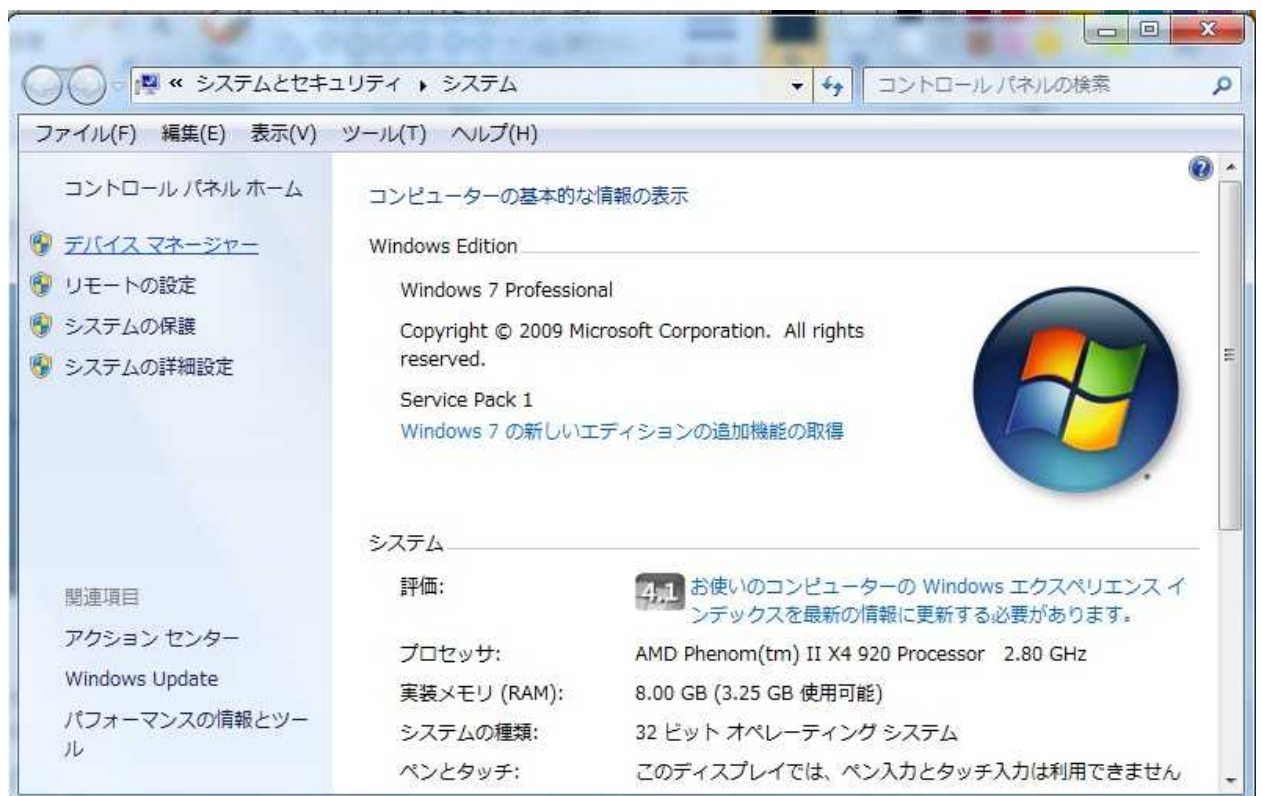 « システムとセキュリティ ▸ システム
コントロール パネルの検索
ファイル(F) 編集(E) 表示(V) ツール(T) ヘルプ(H)
コントロール パネル ホーム
デバイス マネージャー
リモートの設定
システムの保護
システムの詳細設定
関連項目
アクション センター
Windows Update
パフォーマンスの情報とツー
ル
コンピューターの基本的な情報の表示
Windows Edition
Windows 7 Professional
Copyright © 2009 Microsoft Corporation. All rights
reserved.
Service Pack 1
Windows 7 の新しいエディションの追加機能の取得
システム
評価:
4.1 お使いのコンピューターの Windows エクスペリエンス イ
ンデックスを最新の情報に更新する必要があります。
プロセッサ: AMD Phenom(tm) II X4 920 Processor 2.80 GHz
実装メモリ (RAM): 8.00 GB (3.25 GB 使用可能)
システムの種類: 32 ビット オペレーティング システム
ペンとタッチ: このディスプレイでは、ペン入力とタッチ入力は利用できません